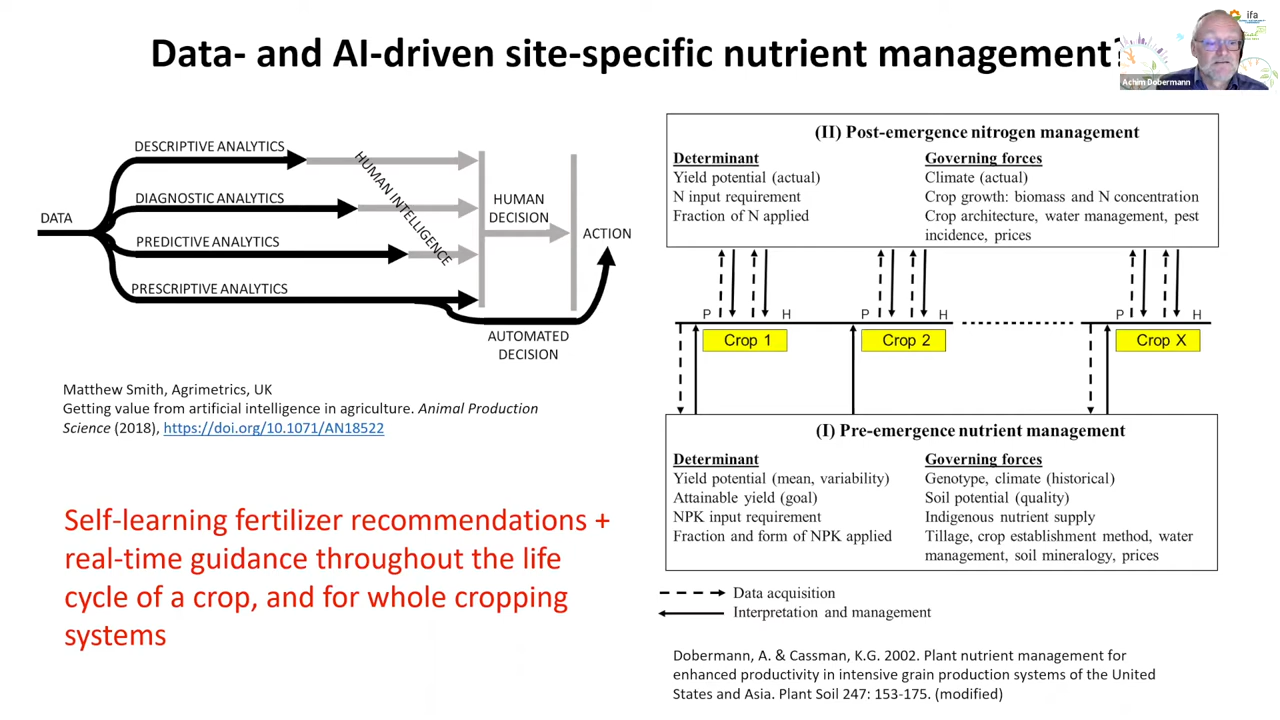 Data- and AI-driven site-specific nutrient management?
ifa
Achim Dobermann
DESCRIPTIVE ANALYTICS
DIAGNOSTIC ANALYTICS
DATA
PREDICTIVE ANALYTICS
PRESCRIPTIVE ANALYTICS
HUMAN INTELLIGENCE
HUMAN
DECISION
ACTION
AUTOMATED
DECISION
Matthew Smith, Agrimetrics, UK
Getting value from artificial intelligence in agriculture. Animal Production
Science (2018), https://doi.org/10.1071/AN18522
Self-learning fertilizer recommendations +
real-time guidance throughout the life
cycle of a crop, and for whole cropping
systems
(II) Post-emergence nitrogen management
Determinant
Yield potential (actual)
N input requirement
Fraction of N applied
Governing forces
Climate (actual)
Crop growth: biomass and N concentration
Crop architecture, water management, pest
incidence, prices
P H P H P H
Crop 1 Crop 2 Crop X
(I) Pre-emergence nutrient management
Determinant
Yield potential (mean, variability)
Attainable yield (goal)
NPK input requirement
Fraction and form of NPK applied
Governing forces
Genotype, climate (historical)
Soil potential (quality)
Indigenous nutrient supply
Tillage, crop establishment method, water
management, soil mineralogy, prices
Data acquisition
Interpretation and management
Dobermann, A. & Cassman, K.G. 2002. Plant nutrient management for
enhanced productivity in intensive grain production systems of the United
States and Asia. Plant Soil 247: 153-175. (modified)